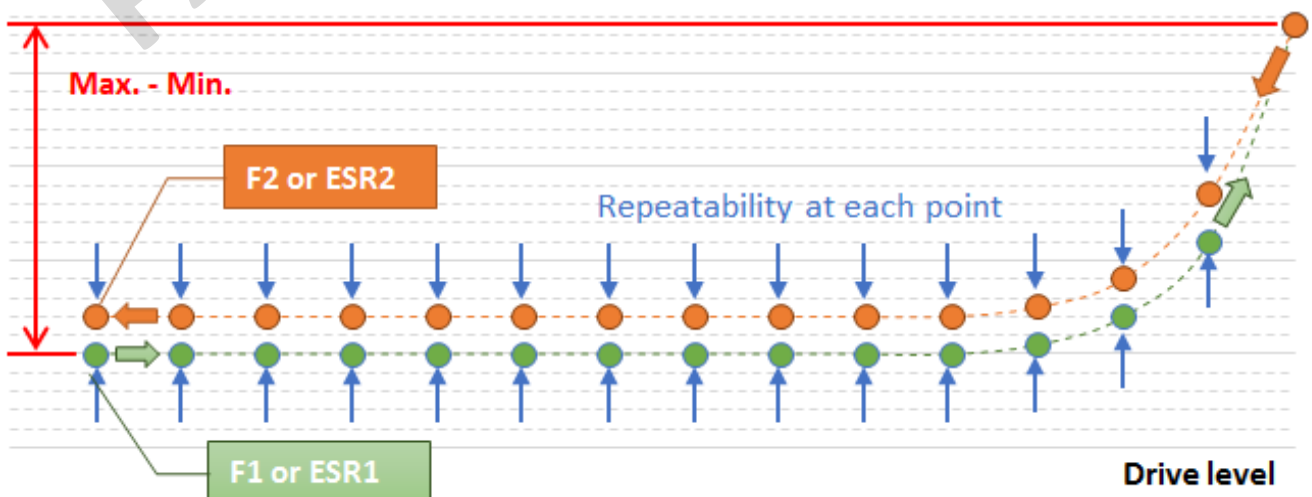 Max. - Min.
F2 or ESR2
Repeatability at each point
F1 or ESR1
Drive level